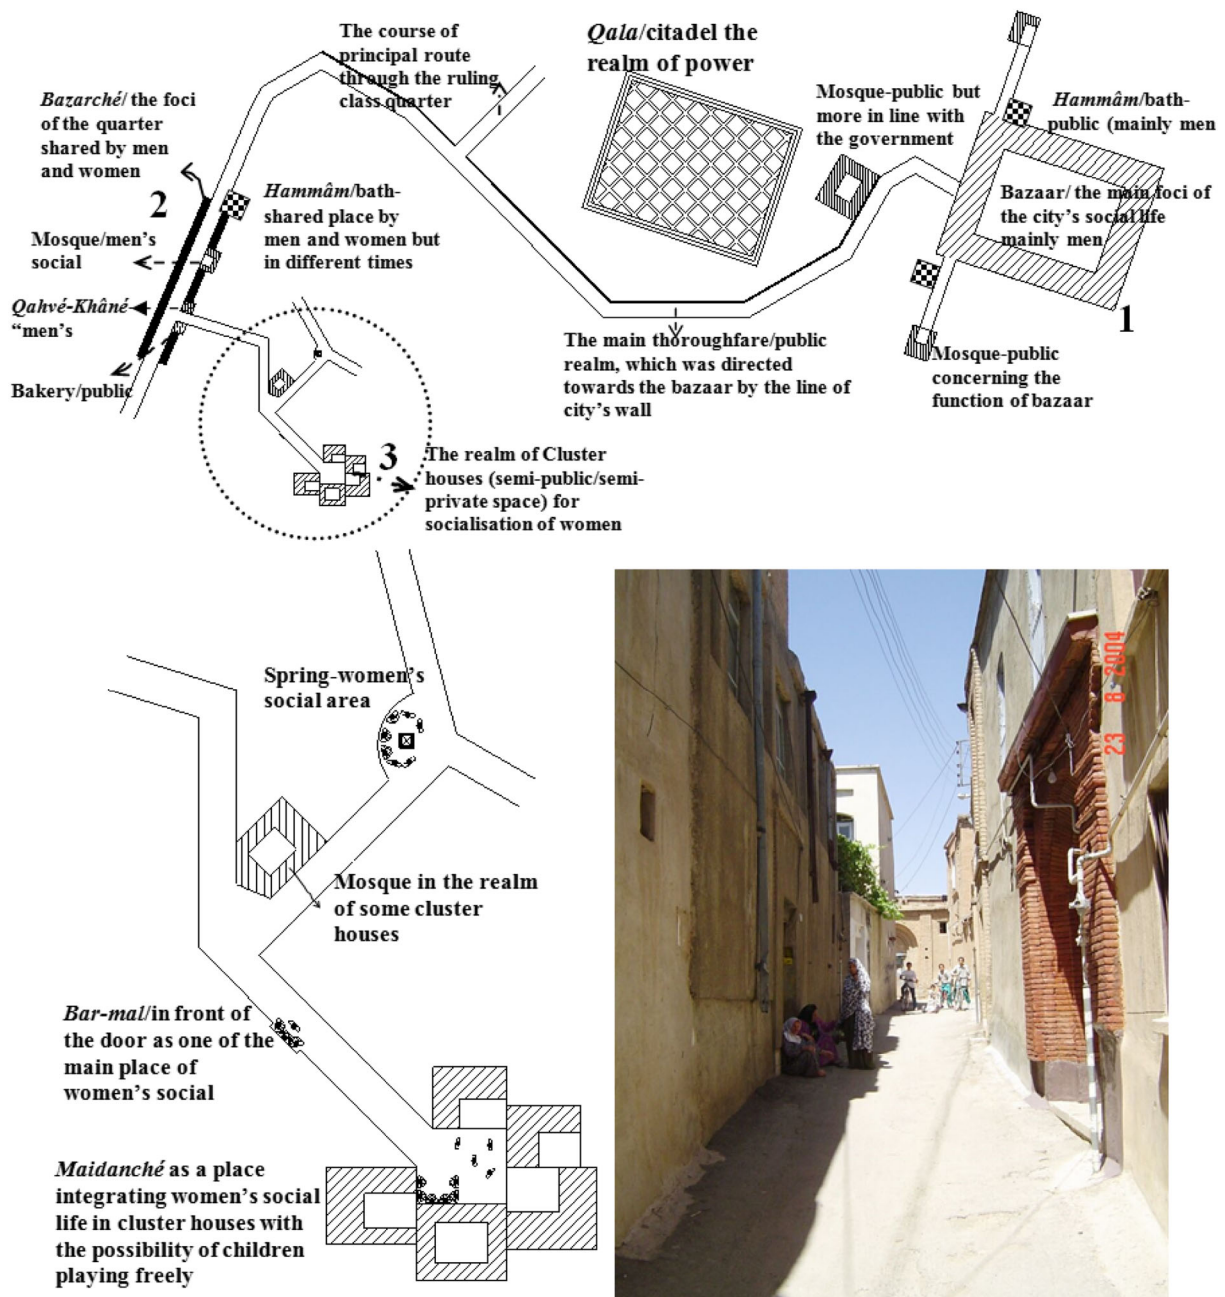 The course of
principal route
through the ruling
class quarter
Qala/citadel the
realm of power
Mosque-public but
more in line with
the government
Hammâm/bath-
public (mainly men
Bazarché/ the foci
of the quarter
shared by men
and women
2
Hammâm/bath-
shared place by
men and women but
in different times
Bazaar/ the main foci of
the city's social life
mainly men
1
Mosque/men's
social
Qahvé-Khâné
“men's
Bakery/public
The main thoroughfare/public
realm, which was directed
towards the bazaar by the line of
city's wall
Mosque-public
concerning the
function of bazaar
3
The realm of Cluster
houses (semi-public/semi-
private space) for
socialisation of women
Spring-women's
social area
Mosque in the realm
of some cluster
houses
Bar-mal/in front of
the door as one of the
main place of
women's social
Maidanché as a place
integrating women's social
life in cluster houses with
the possibility of children
playing freely
23 8 2004